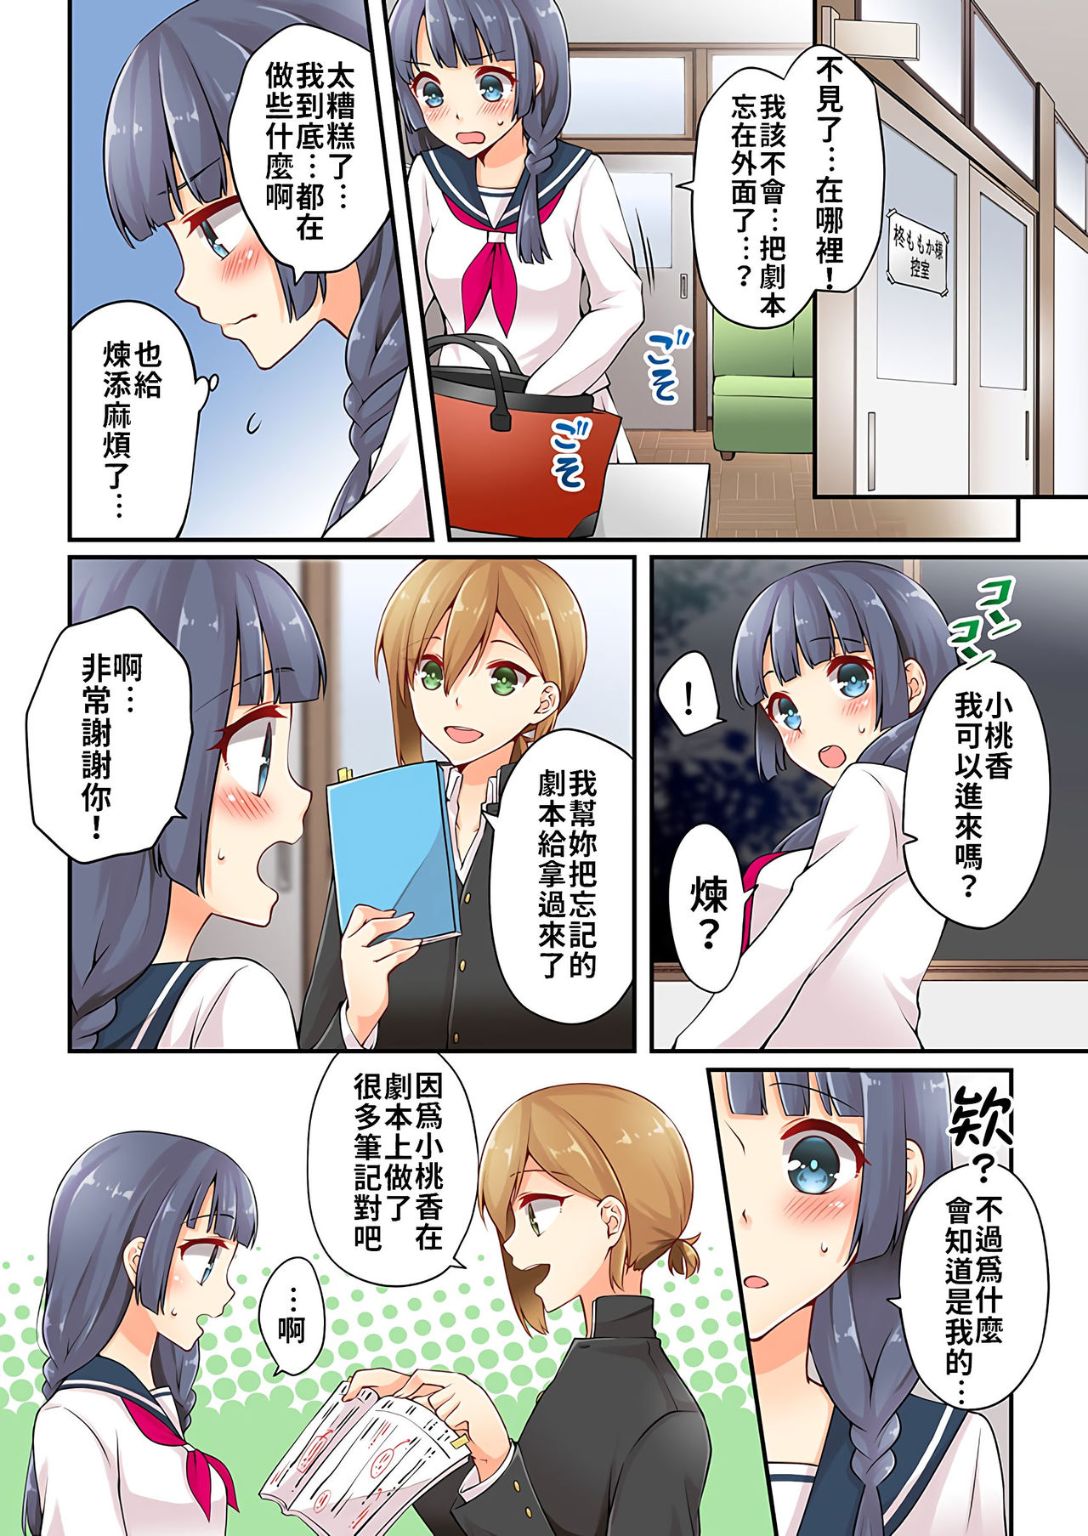 不見了…在哪裡！
我該不會…把劇本
忘在外面了…？
柊ももか様
控室
ごそ
ごそ
太糟糕了…
我到底…都在
做些什麼啊
也給
煉添麻煩了…
コン
コン
小桃香
我可以進來嗎？
！
煉？
我幫妳把忘記的
劇本給拿過來了
啊…
非常謝謝你！
欸？
不過為什麼
會知道是我的…
因為小桃香在
劇本上做了
很多筆記對吧
…啊